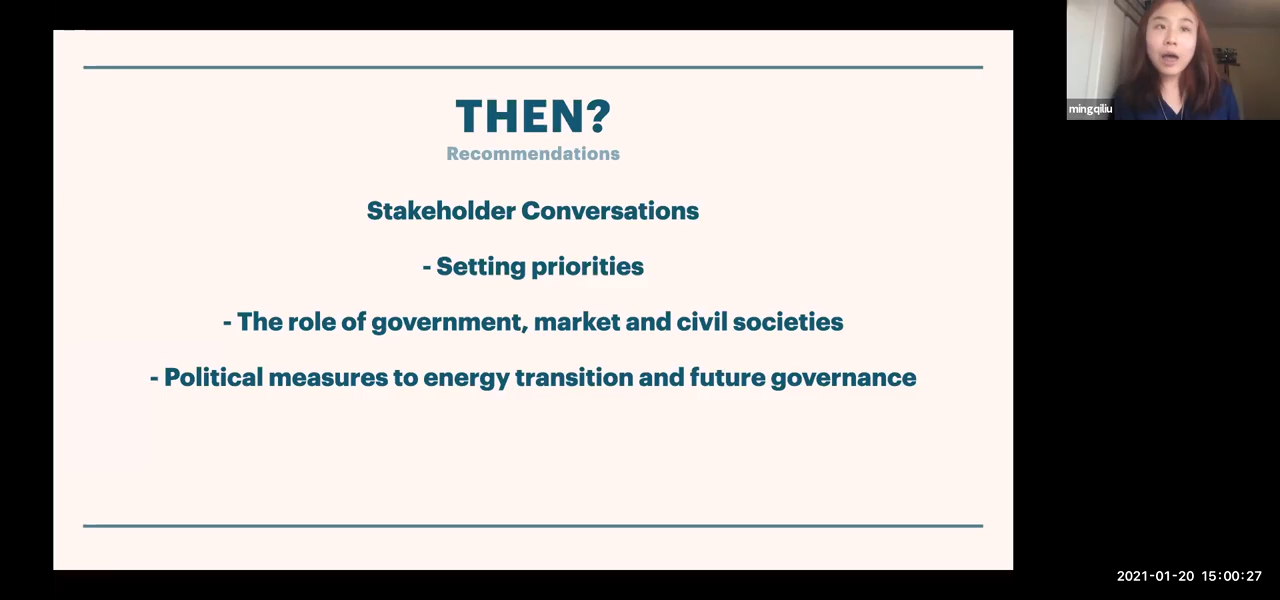 THEN?
Recommendations
Stakeholder Conversations
- Setting priorities
- The role of government, market and civil societies
- Political measures to energy transition and future governance
mingqiliu
2021-01-20 15:00:27